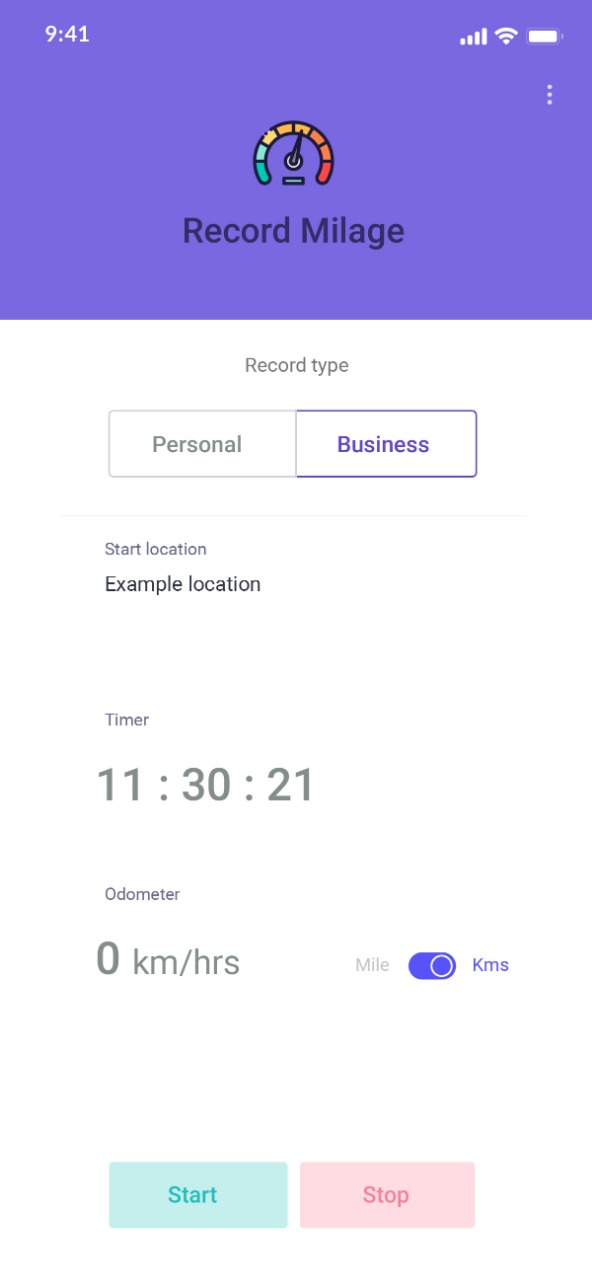 9:41
Record Milage
Record type
Personal Business
Start location
Example location
Timer
11 : 30 : 21
Odometer
0 km/hrs Mile Kms
Start Stop